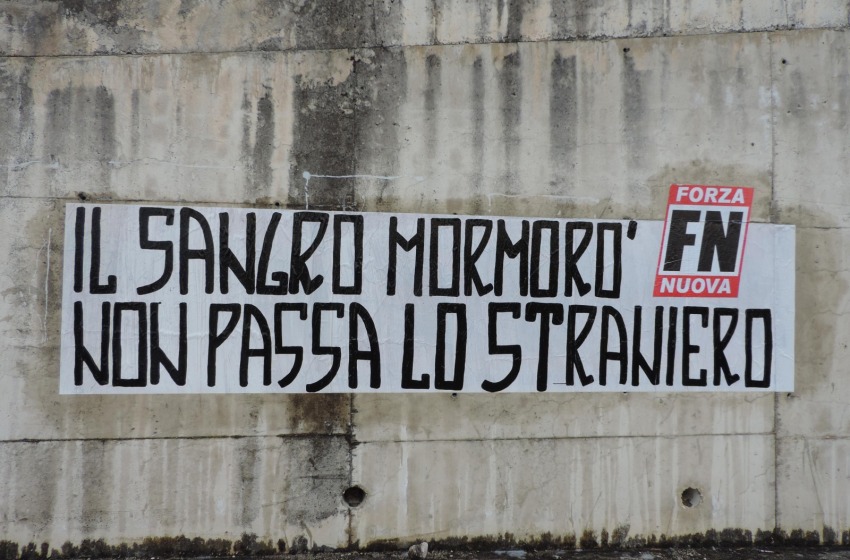 IL SANGRO MORMORO'
NON PASSA LO STRANIERO
FORZA
FN
NUOVA